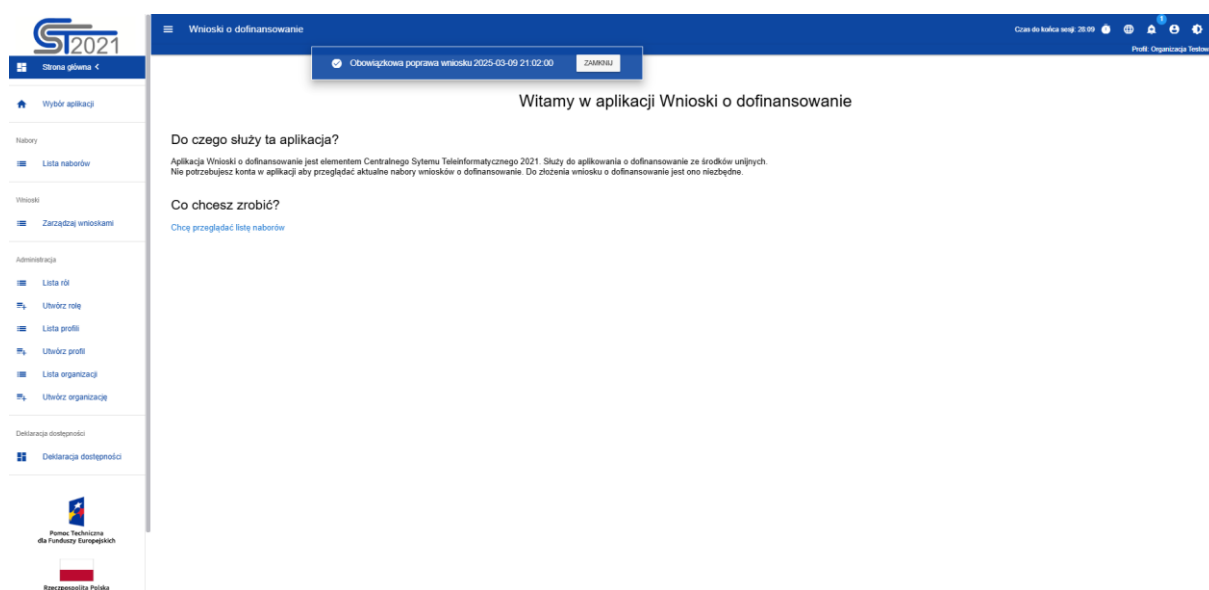 ST2021
Wnioski o dofinansowanie
Czas do końca sesji: 28:09
1
Profil: Organizacja Testow
Obowiązkowa poprawa wniosku 2025-03-09 21:02:00
ZAMKNIJ
Strona główna
Wybór aplikacji
Nabory
Lista naborów
Wnioski
Zarządzaj wnioskami
Administracja
Lista ról
Utwórz rolę
Lista profili
Utwórz profil
Lista organizacji
Utwórz organizację
Deklaracja dostępności
Deklaracja dostępności
Pomoc Techniczna
dla Funduszy Europejskich
Rzeczpospolita Polska
Witamy w aplikacji Wnioski o dofinansowanie
Do czego służy ta aplikacja?
Aplikacja Wnioski o dofinansowanie jest elementem Centralnego Sytemu Teleinformatycznego 2021. Służy do aplikowania o dofinansowanie ze środków unijnych.
Nie potrzebujesz konta w aplikacji aby przeglądać aktualne nabory wniosków o dofinansowanie. Do złożenia wniosku o dofinansowanie jest ono niezbędne.
Co chcesz zrobić?
Chcę przeglądać listę naborów